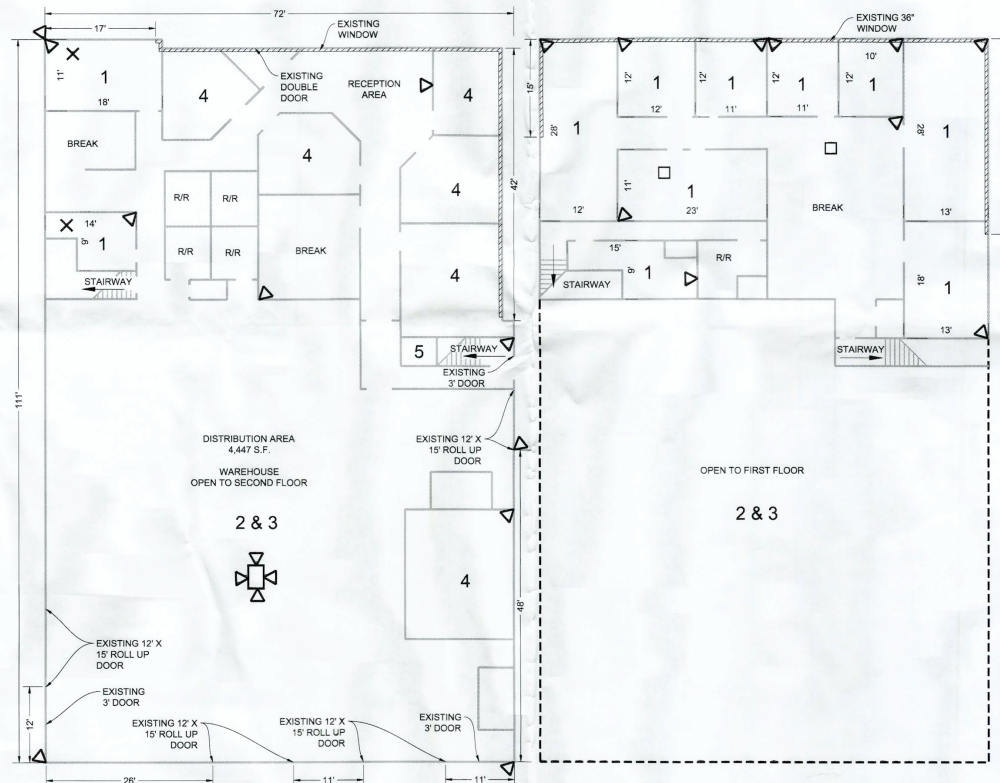 72'
17'
EXISTING
WINDOW
11'
1
18'
4
EXISTING
DOUBLE
DOOR
RECEPTION
AREA
4
BREAK
4
R/R
R/R
4
14'
9'
1
R/R
R/R
BREAK
42'
STAIRWAY
4
5
STAIRWAY
EXISTING
3' DOOR
111'
DISTRIBUTION AREA
4,447 S.F.
WAREHOUSE
OPEN TO SECOND FLOOR
EXISTING 12' X
15' ROLL UP
DOOR
2 & 3
4
48'
EXISTING 12' X
15' ROLL UP
DOOR
EXISTING
3' DOOR
12'
EXISTING 12' X
15' ROLL UP
DOOR
EXISTING 12' X
15' ROLL UP
DOOR
EXISTING
3' DOOR
26'
11'
11'
EXISTING 36"
WINDOW
15'
28'
1
12'
12'
1
12'
12'
1
11'
12'
1
11'
10'
12'
1
28'
1
13'
11'
1
23'
BREAK
15'
9'
1
R/R
STAIRWAY
18'
1
13'
STAIRWAY
OPEN TO FIRST FLOOR
2 & 3